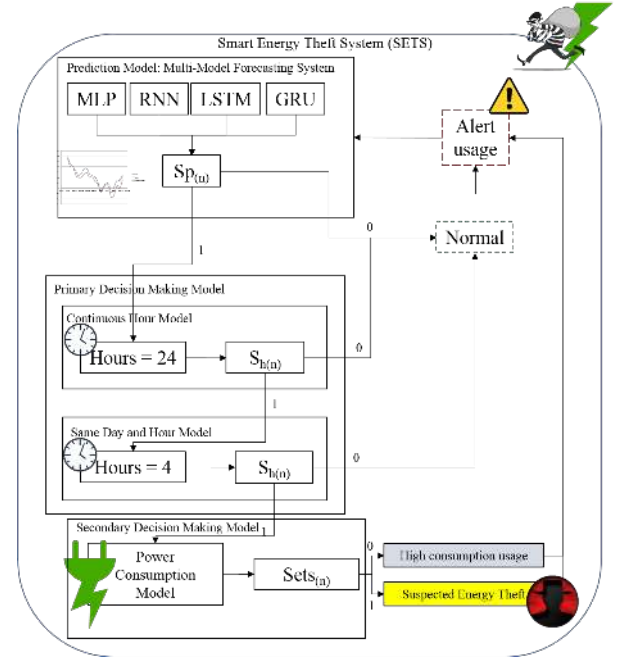 Smart Energy Theft System (SETS)
Prediction Model: Multi-Model Forecasting System
MLP
RNN
LSTM
GRU
Sp(n)
Alert
usage
Normal
0
1
Primary Decision Making Model
Continuous Hour Model
Hours = 24
Sh(n)
0
1
Same Day and Hour Model
Hours = 4
Sh(n)
0
1
Secondary Decision Making Model
Power
Consumption
Model
Sets(n)
0
High consumption usage
1
Suspected Energy Theft